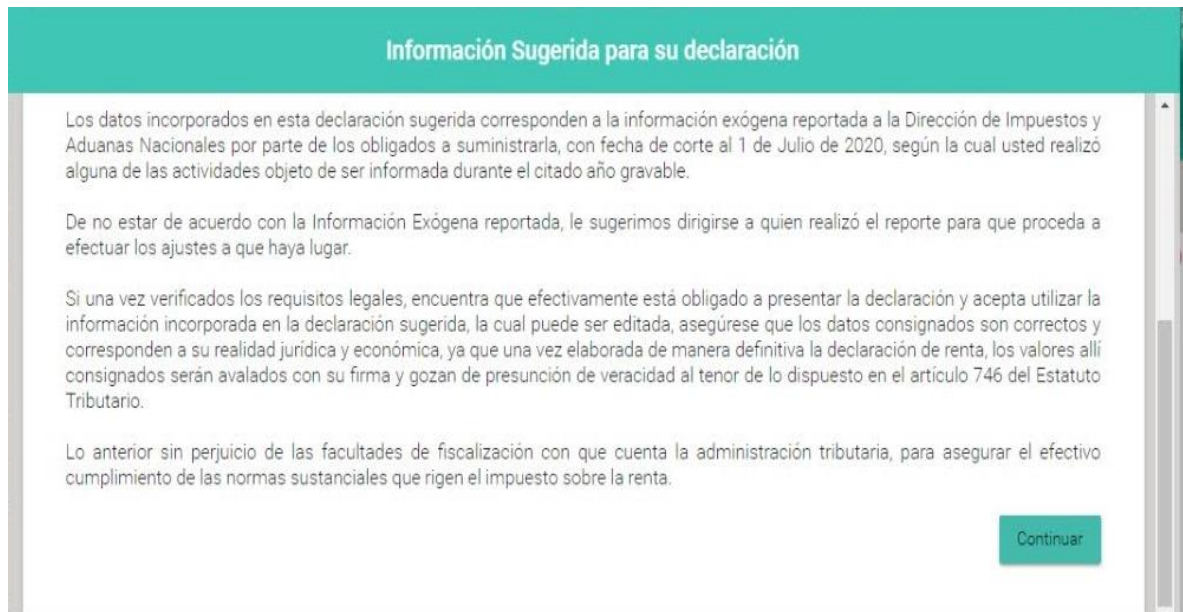 Información Sugerida para su declaración
Los datos incorporados en esta declaración sugerida corresponden a la información exógena reportada a la Dirección de Impuestos y
Aduanas Nacionales por parte de los obligados a suministrarla, con fecha de corte al 1 de Julio de 2020, según la cual usted realizó
alguna de las actividades objeto de ser informada durante el citado año gravable.
De no estar de acuerdo con la Información Exógena reportada, le sugerimos dirigirse a quien realizó el reporte para que proceda a
efectuar los ajustes a que haya lugar.
Si una vez verificados los requisitos legales, encuentra que efectivamente está obligado a presentar la declaración y acepta utilizar la
información incorporada en la declaración sugerida, la cual puede ser editada, asegúrese que los datos consignados son correctos y
corresponden a su realidad jurídica y económica, ya que una vez elaborada de manera definitiva la declaración de renta, los valores allí
consignados serán avalados con su firma y gozan de presunción de veracidad al tenor de lo dispuesto en el artículo 746 del Estatuto
Tributario.
Lo anterior sin perjuicio de las facultades de fiscalización con que cuenta la administración tributaria, para asegurar el efectivo
cumplimiento de las normas sustanciales que rigen el impuesto sobre la renta.
Continuar